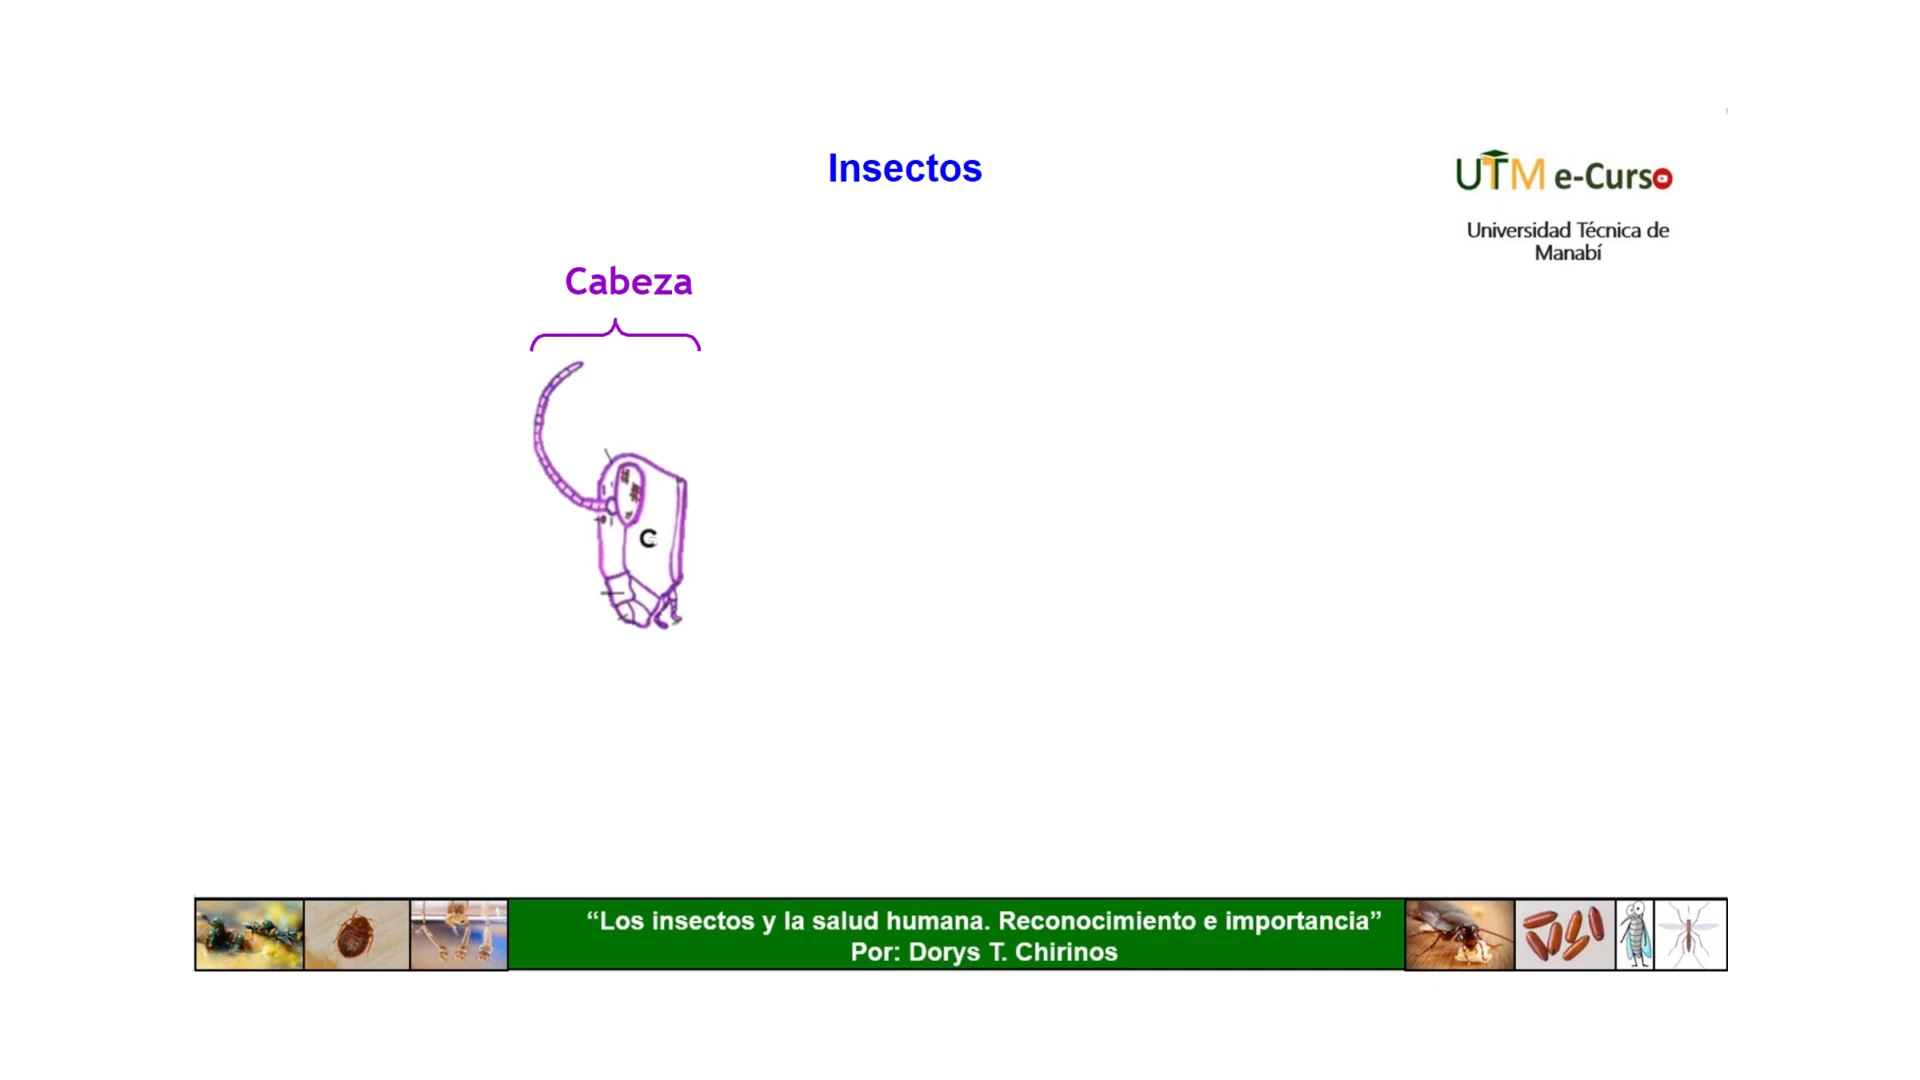 Insectos
UTM e-Curso
Universidad Técnica de
Manabí
Cabeza
C
“Los insectos y la salud humana. Reconocimiento e importancia”
Por: Dorys T. Chirinos